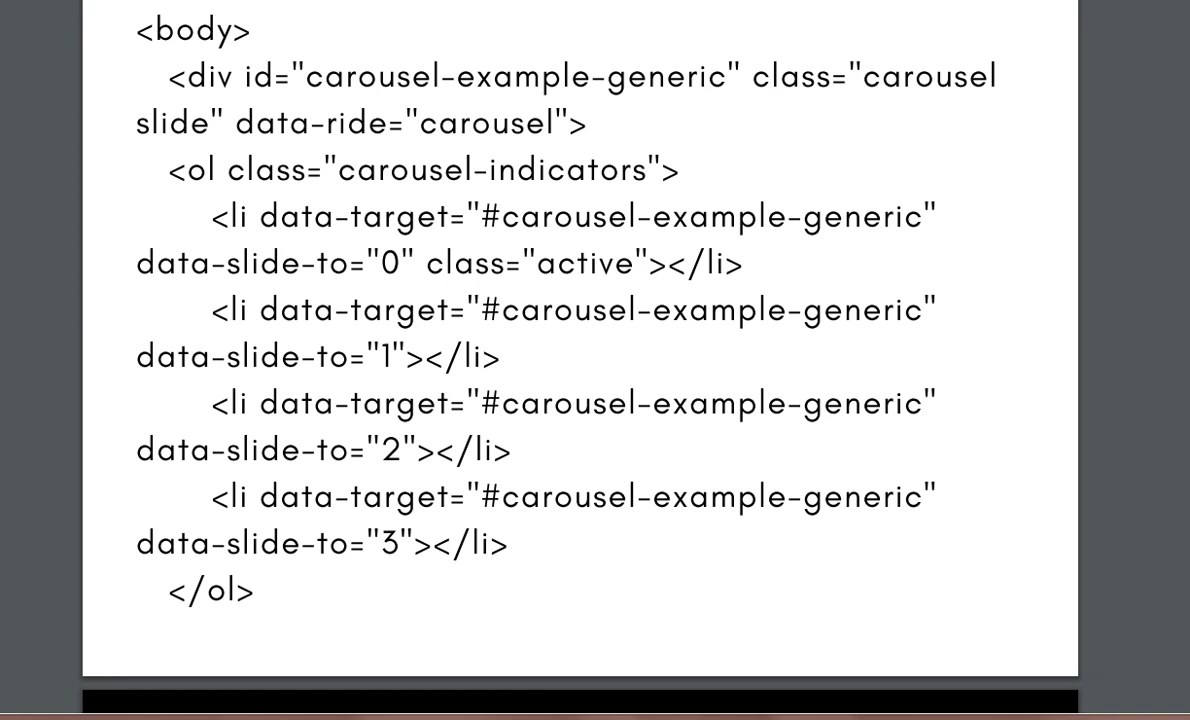 <body>
<div id="carousel-example-generic" class="carousel
slide" data-ride="carousel">
<ol class="carousel-indicators">
<li data-target="#carousel-example-generic"
data-slide-to="0" class="active"></li>
<li data-target="#carousel-example-generic"
data-slide-to="1"></li>
<li data-target="#carousel-example-generic"
data-slide-to="2"></li>
<li data-target="#carousel-example-generic"
data-slide-to="3"></li>
</ol>